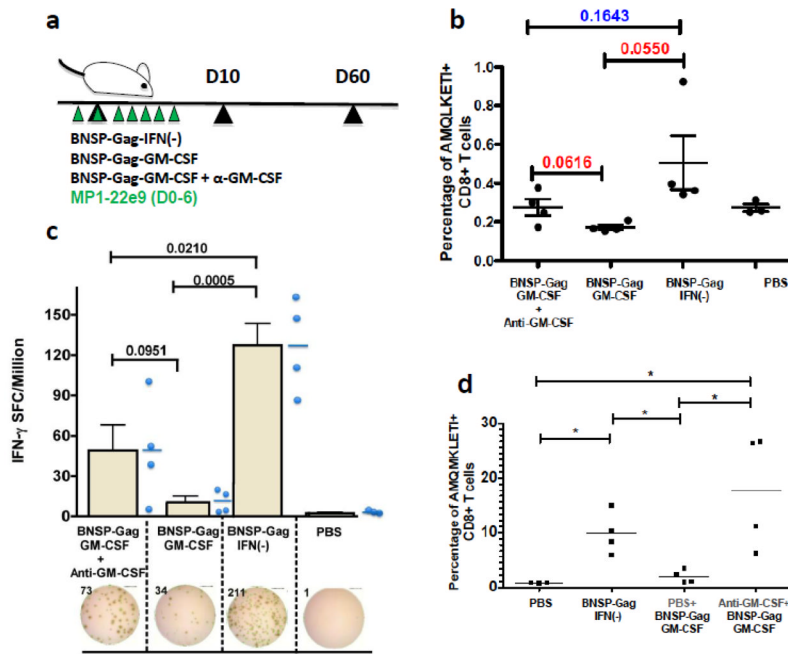 a
D10
D60
BNSP-Gag-IFN(-)
BNSP-Gag-GM-CSF
BNSP-Gag-GM-CSF + α-GM-CSF
MP1-22e9 (D0-6)
b
0.1643
0.0550
0.0616
Percentage of AMQLKETI+
CD8+ T cells
1.0
0.8
0.6
0.4
0.2
0.0
BNSP-Gag
GM-CSF
+
Anti-GM-CSF
BNSP-Gag
GM-CSF
BNSP-Gag
IFN(-)
PBS
c
0.0210
0.0005
0.0951
IFN-γ SFC/Million
150
120
90
60
30
0
BNSP-Gag
GM-CSF
+
Anti-GM-CSF
BNSP-Gag
GM-CSF
BNSP-Gag
IFN(-)
PBS
73
34
211
1
d
*
*
*
*
Percentage of AMQMKLETI+
CD8+ T cells
30
20
10
0
PBS
BNSP-Gag
IFN(-)
PBS+
BNSP-Gag
GM-CSF
Anti-GM-CSF+
BNSP-Gag
GM-CSF